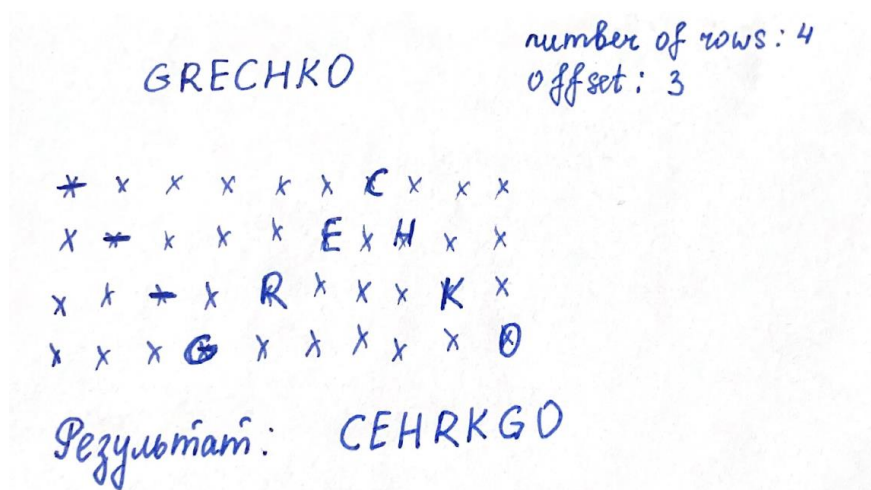 number of rows: 4
GRECHKO offset: 3
* x x x x x C x x x
x * x x x E x H x x
x x * x R x x x K x
x x x G x x x x x O
Результат: CEHRKGO